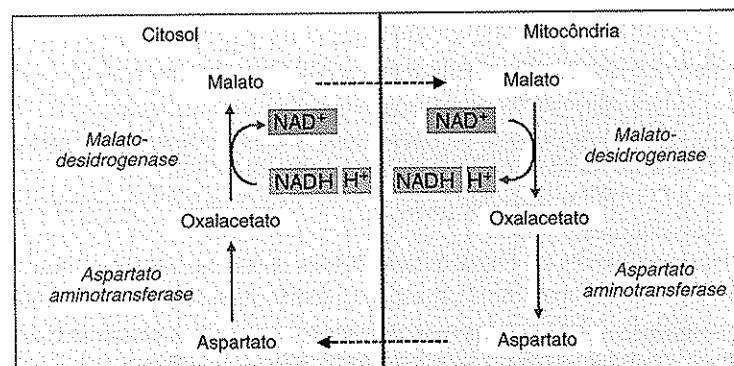 Citosol
Mitocôndria
Malato
Malato
NAD⁺
NAD⁺
Malato-
desidrogenase
Malato-
desidrogenase
NADH H⁺
NADH H⁺
Oxalacetato
Oxalacetato
Aspartato
aminotransferase
Aspartato
aminotransferase
Aspartato
Aspartato